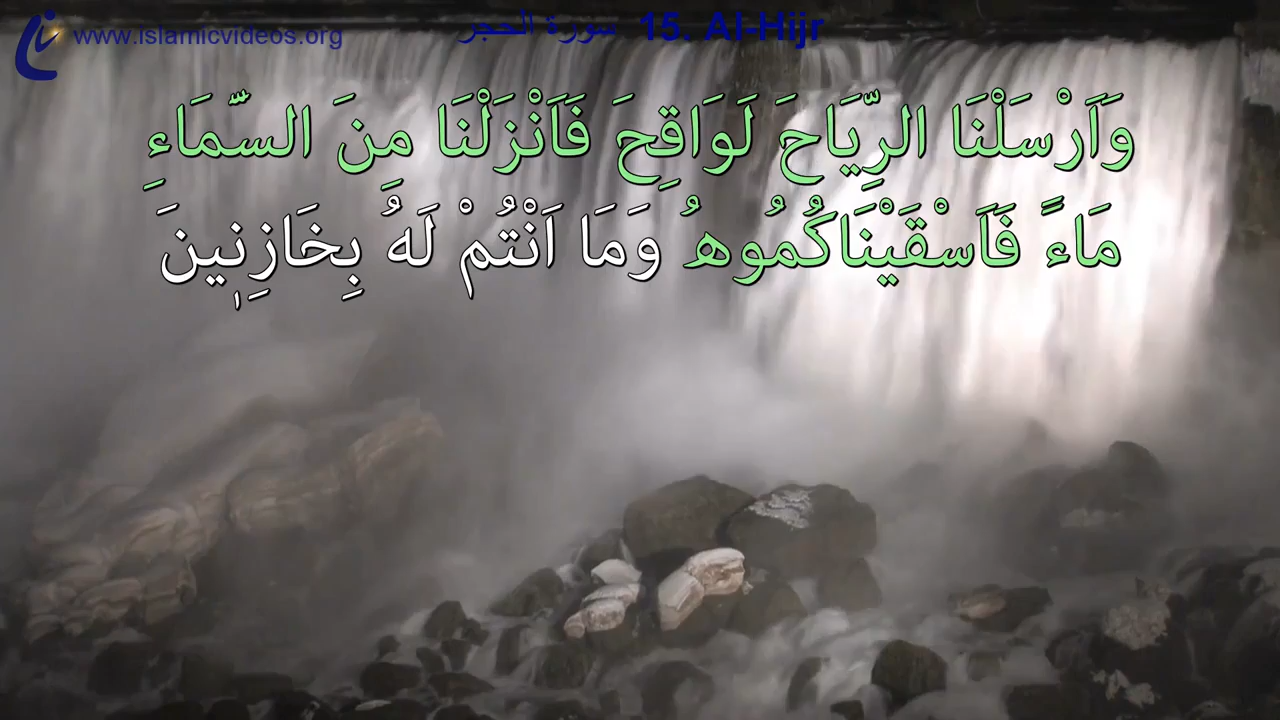 www.islamicvideos.org
15. Al-Hijr سورة الحجر
وَاَرْسَلْنَا الرِّيَاحَ لَوَاقِحَ فَاَنْزَلْنَا مِنَ السَّمَاءِ
مَاءً فَاَسْقَيْنَاكُمُوهُ وَمَا اَنْتُمْ لَهُ بِخَازِنٖينَ